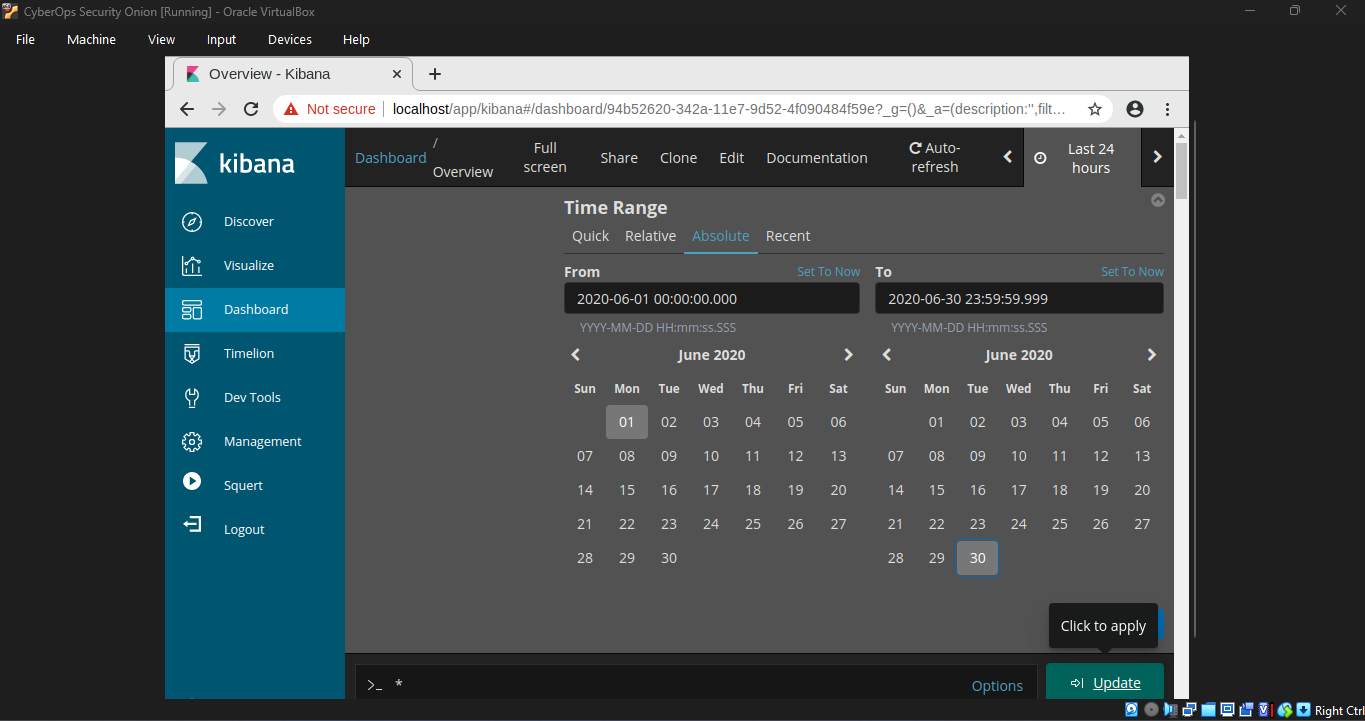 CyberOps Security Onion [Running] - Oracle VirtualBox
File Machine View Input Devices Help
Overview - Kibana
Not secure localhost/app/kibana#/dashboard/94b52620-342a-11e7-9d52-4f090484f59e?_g=()&_a=(description:'',filt...
kibana
Discover
Visualize
Dashboard
Timelion
Dev Tools
Management
Squert
Logout
Dashboard / Overview Full screen Share Clone Edit Documentation Auto-refresh Last 24 hours
Time Range
Quick Relative Absolute Recent
From Set To Now
2020-06-01 00:00:00.000
YYYY-MM-DD HH:mm:ss.SSS
June 2020
Sun Mon Tue Wed Thu Fri Sat
01 02 03 04 05 06
07 08 09 10 11 12 13
14 15 16 17 18 19 20
21 22 23 24 25 26 27
28 29 30
To Set To Now
2020-06-30 23:59:59.999
YYYY-MM-DD HH:mm:ss.SSS
June 2020
Sun Mon Tue Wed Thu Fri Sat
01 02 03 04 05 06
07 08 09 10 11 12 13
14 15 16 17 18 19 20
21 22 23 24 25 26 27
28 29 30
Click to apply
>_ * Options Update
Right Ctrl